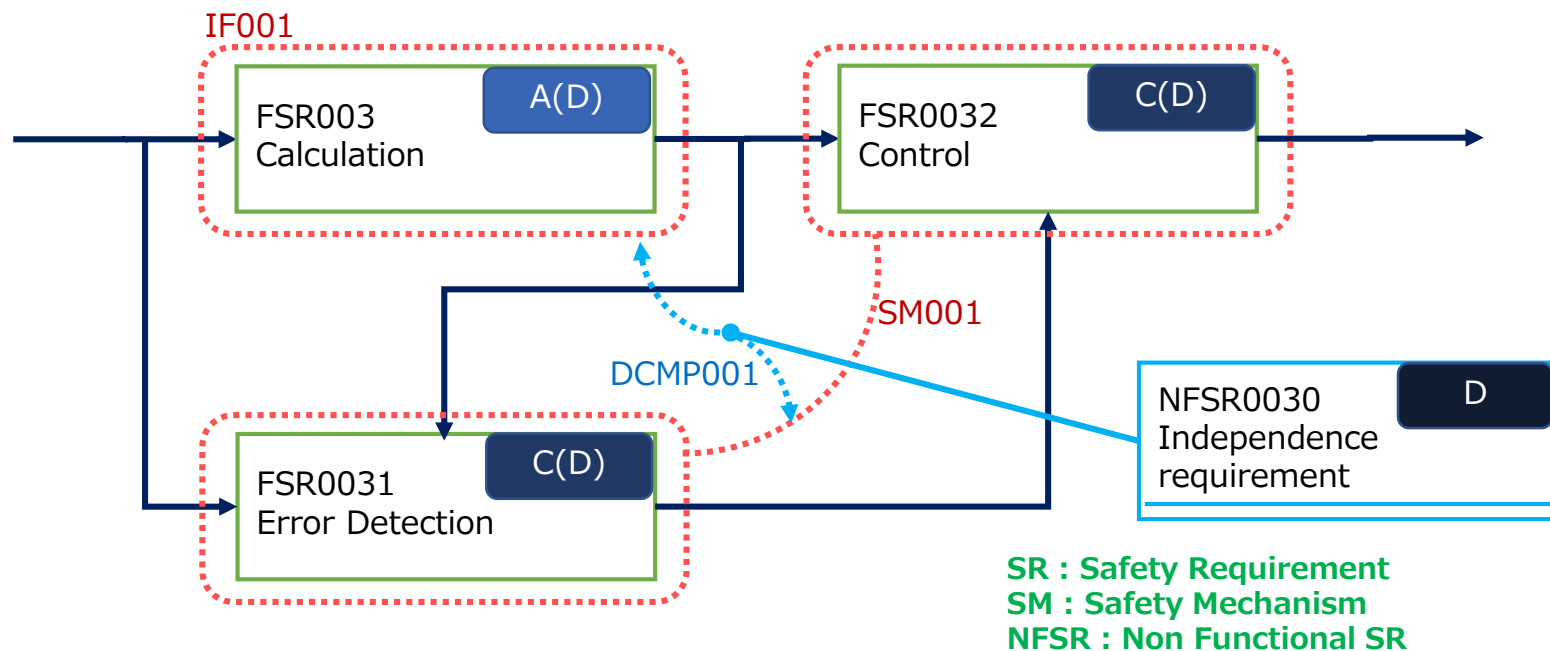 IF001
A(D)
FSR003
Calculation
C(D)
FSR0032
Control
SM001
DCMP001
D
NFSR0030
Independence
requirement
C(D)
FSR0031
Error Detection
SR : Safety Requirement
SM : Safety Mechanism
NFSR : Non Functional SR